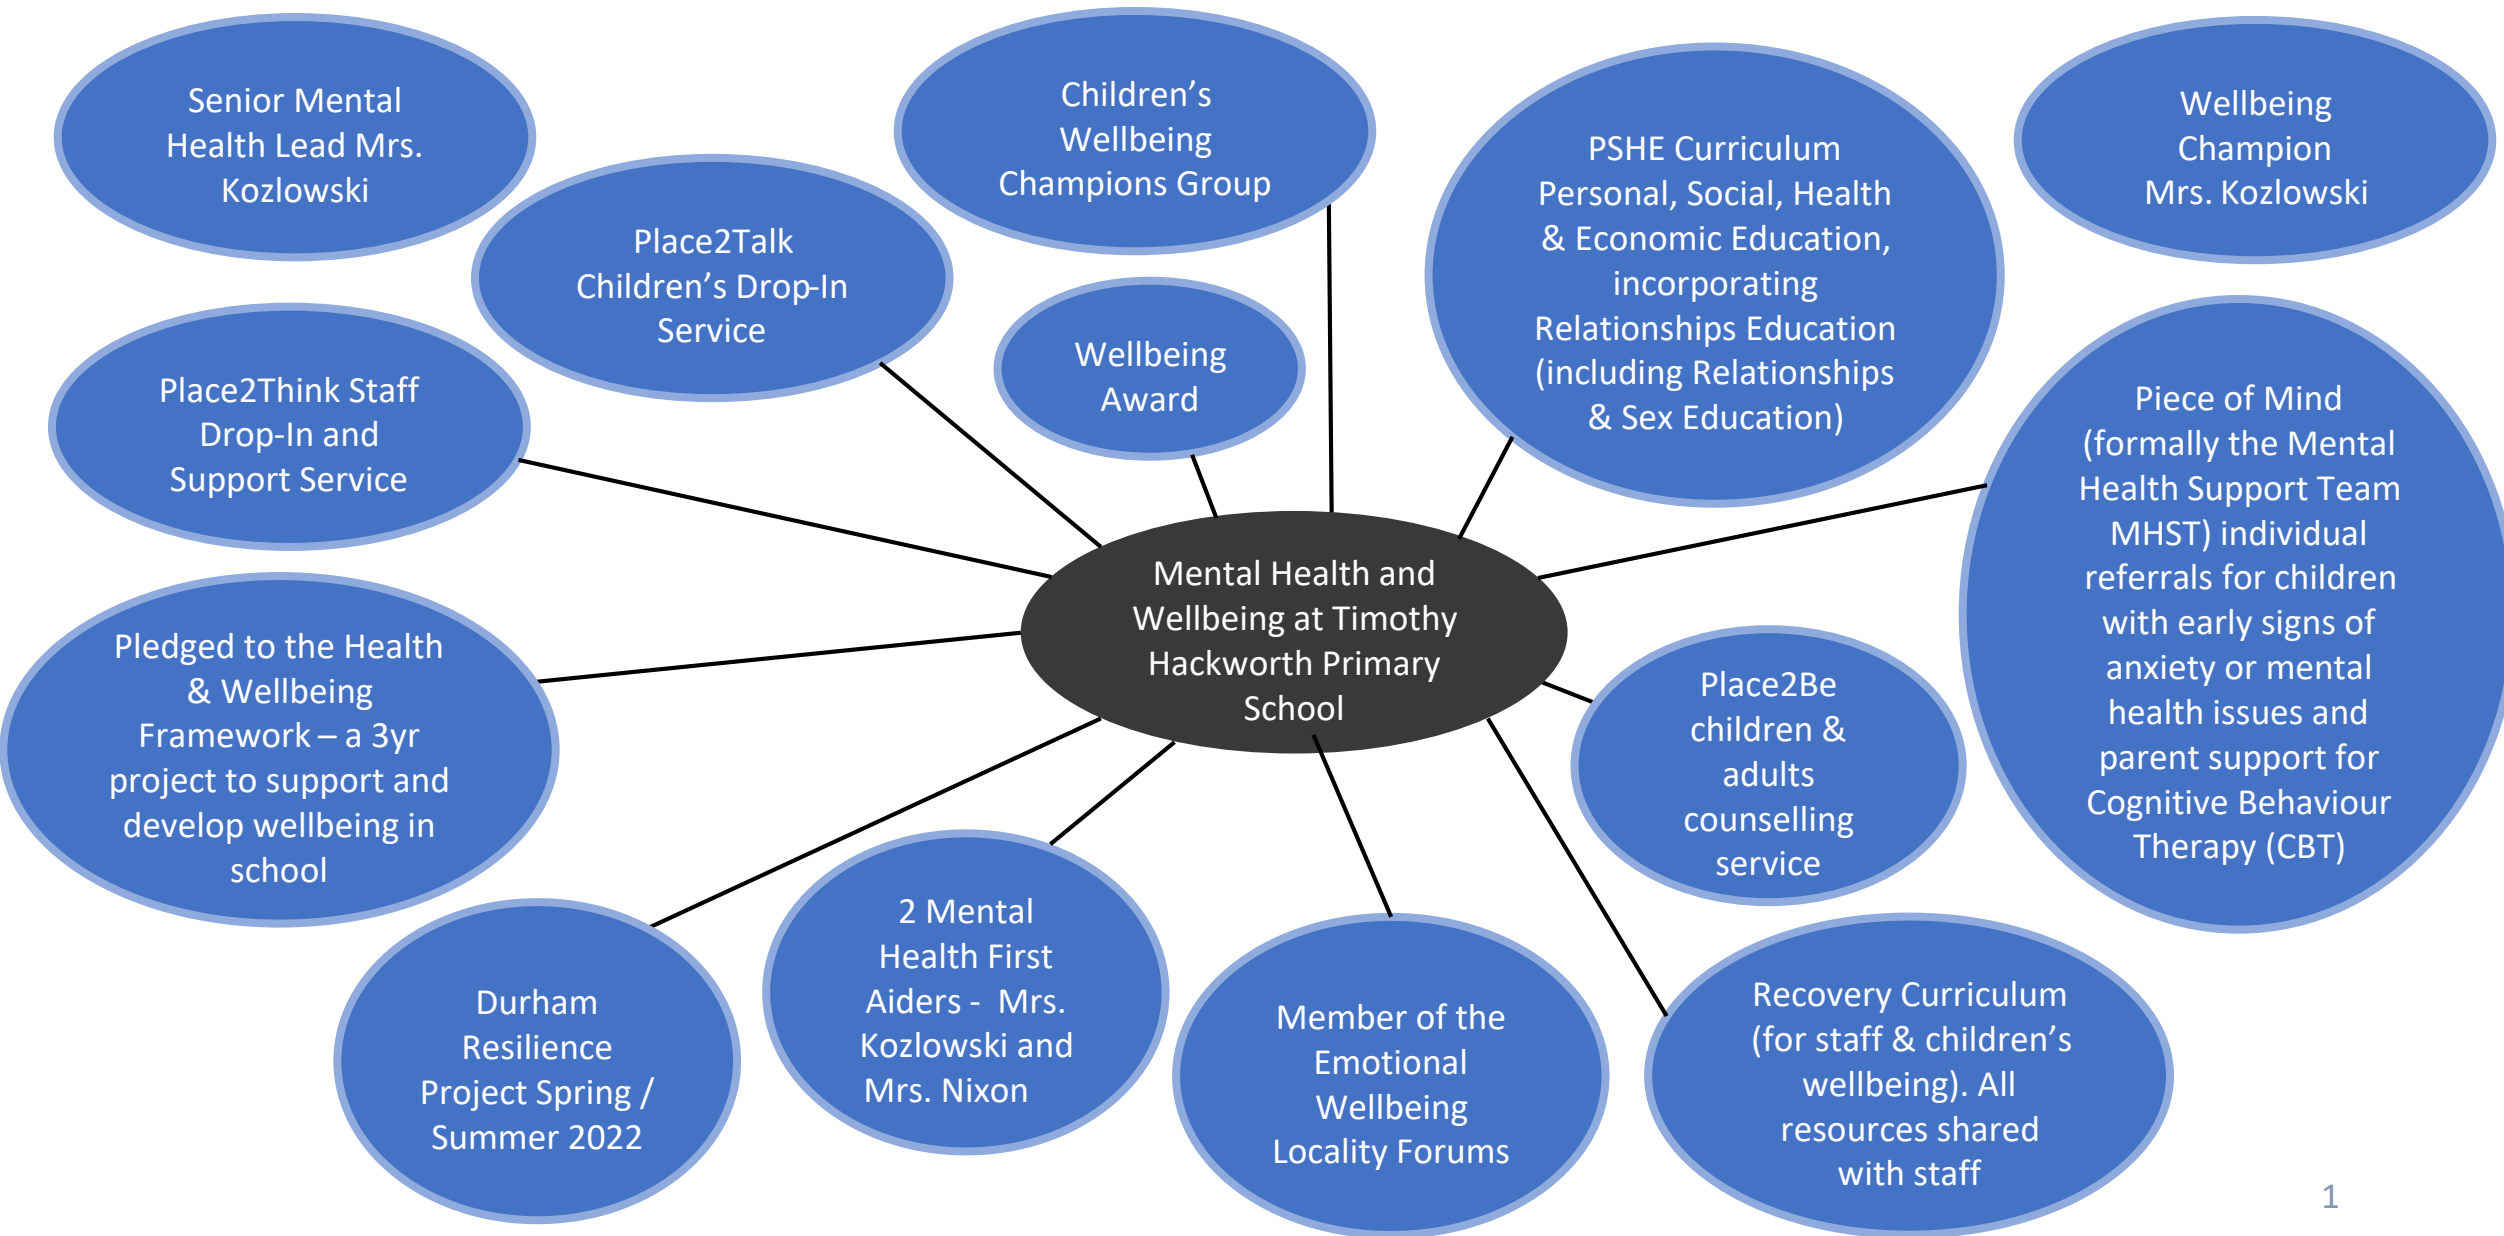 Senior Mental
Health Lead Mrs.
Kozlowski
Place2Talk
Children’s Drop-In
Service
Children’s
Wellbeing
Champions Group
Wellbeing
Award
PSHE Curriculum
Personal, Social, Health
& Economic Education,
incorporating
Relationships Education
(including Relationships
& Sex Education)
Wellbeing
Champion
Mrs. Kozlowski
Place2Think Staff
Drop-In and
Support Service
Piece of Mind
(formally the Mental
Health Support Team
MHST) individual
referrals for children
with early signs of
anxiety or mental
health issues and
parent support for
Cognitive Behaviour
Therapy (CBT)
Mental Health and
Wellbeing at Timothy
Hackworth Primary
School
Pledged to the Health
& Wellbeing
Framework – a 3yr
project to support and
develop wellbeing in
school
Place2Be
children &
adults
counselling
service
Durham
Resilience
Project Spring /
Summer 2022
2 Mental
Health First
Aiders -  Mrs.
Kozlowski and
Mrs. Nixon
Member of the
Emotional
Wellbeing
Locality Forums
Recovery Curriculum
(for staff & children’s
wellbeing). All
resources shared
with staff
1